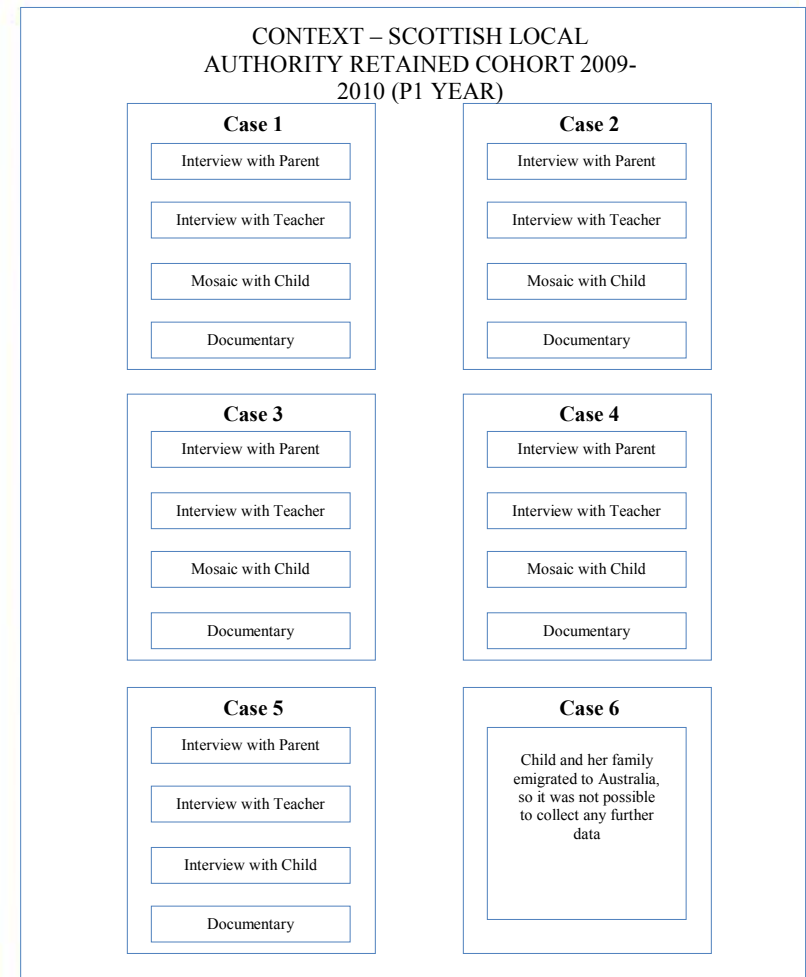 CONTEXT – SCOTTISH LOCAL
AUTHORITY RETAINED COHORT 2009-
2010 (P1 YEAR)
Case 1
Interview with Parent
Interview with Teacher
Mosaic with Child
Documentary
Case 2
Interview with Parent
Interview with Teacher
Mosaic with Child
Documentary
Case 3
Interview with Parent
Interview with Teacher
Mosaic with Child
Documentary
Case 4
Interview with Parent
Interview with Teacher
Mosaic with Child
Documentary
Case 5
Interview with Parent
Interview with Teacher
Interview with Child
Documentary
Case 6
Child and her family
emigrated to Australia,
so it was not possible
to collect any further
data